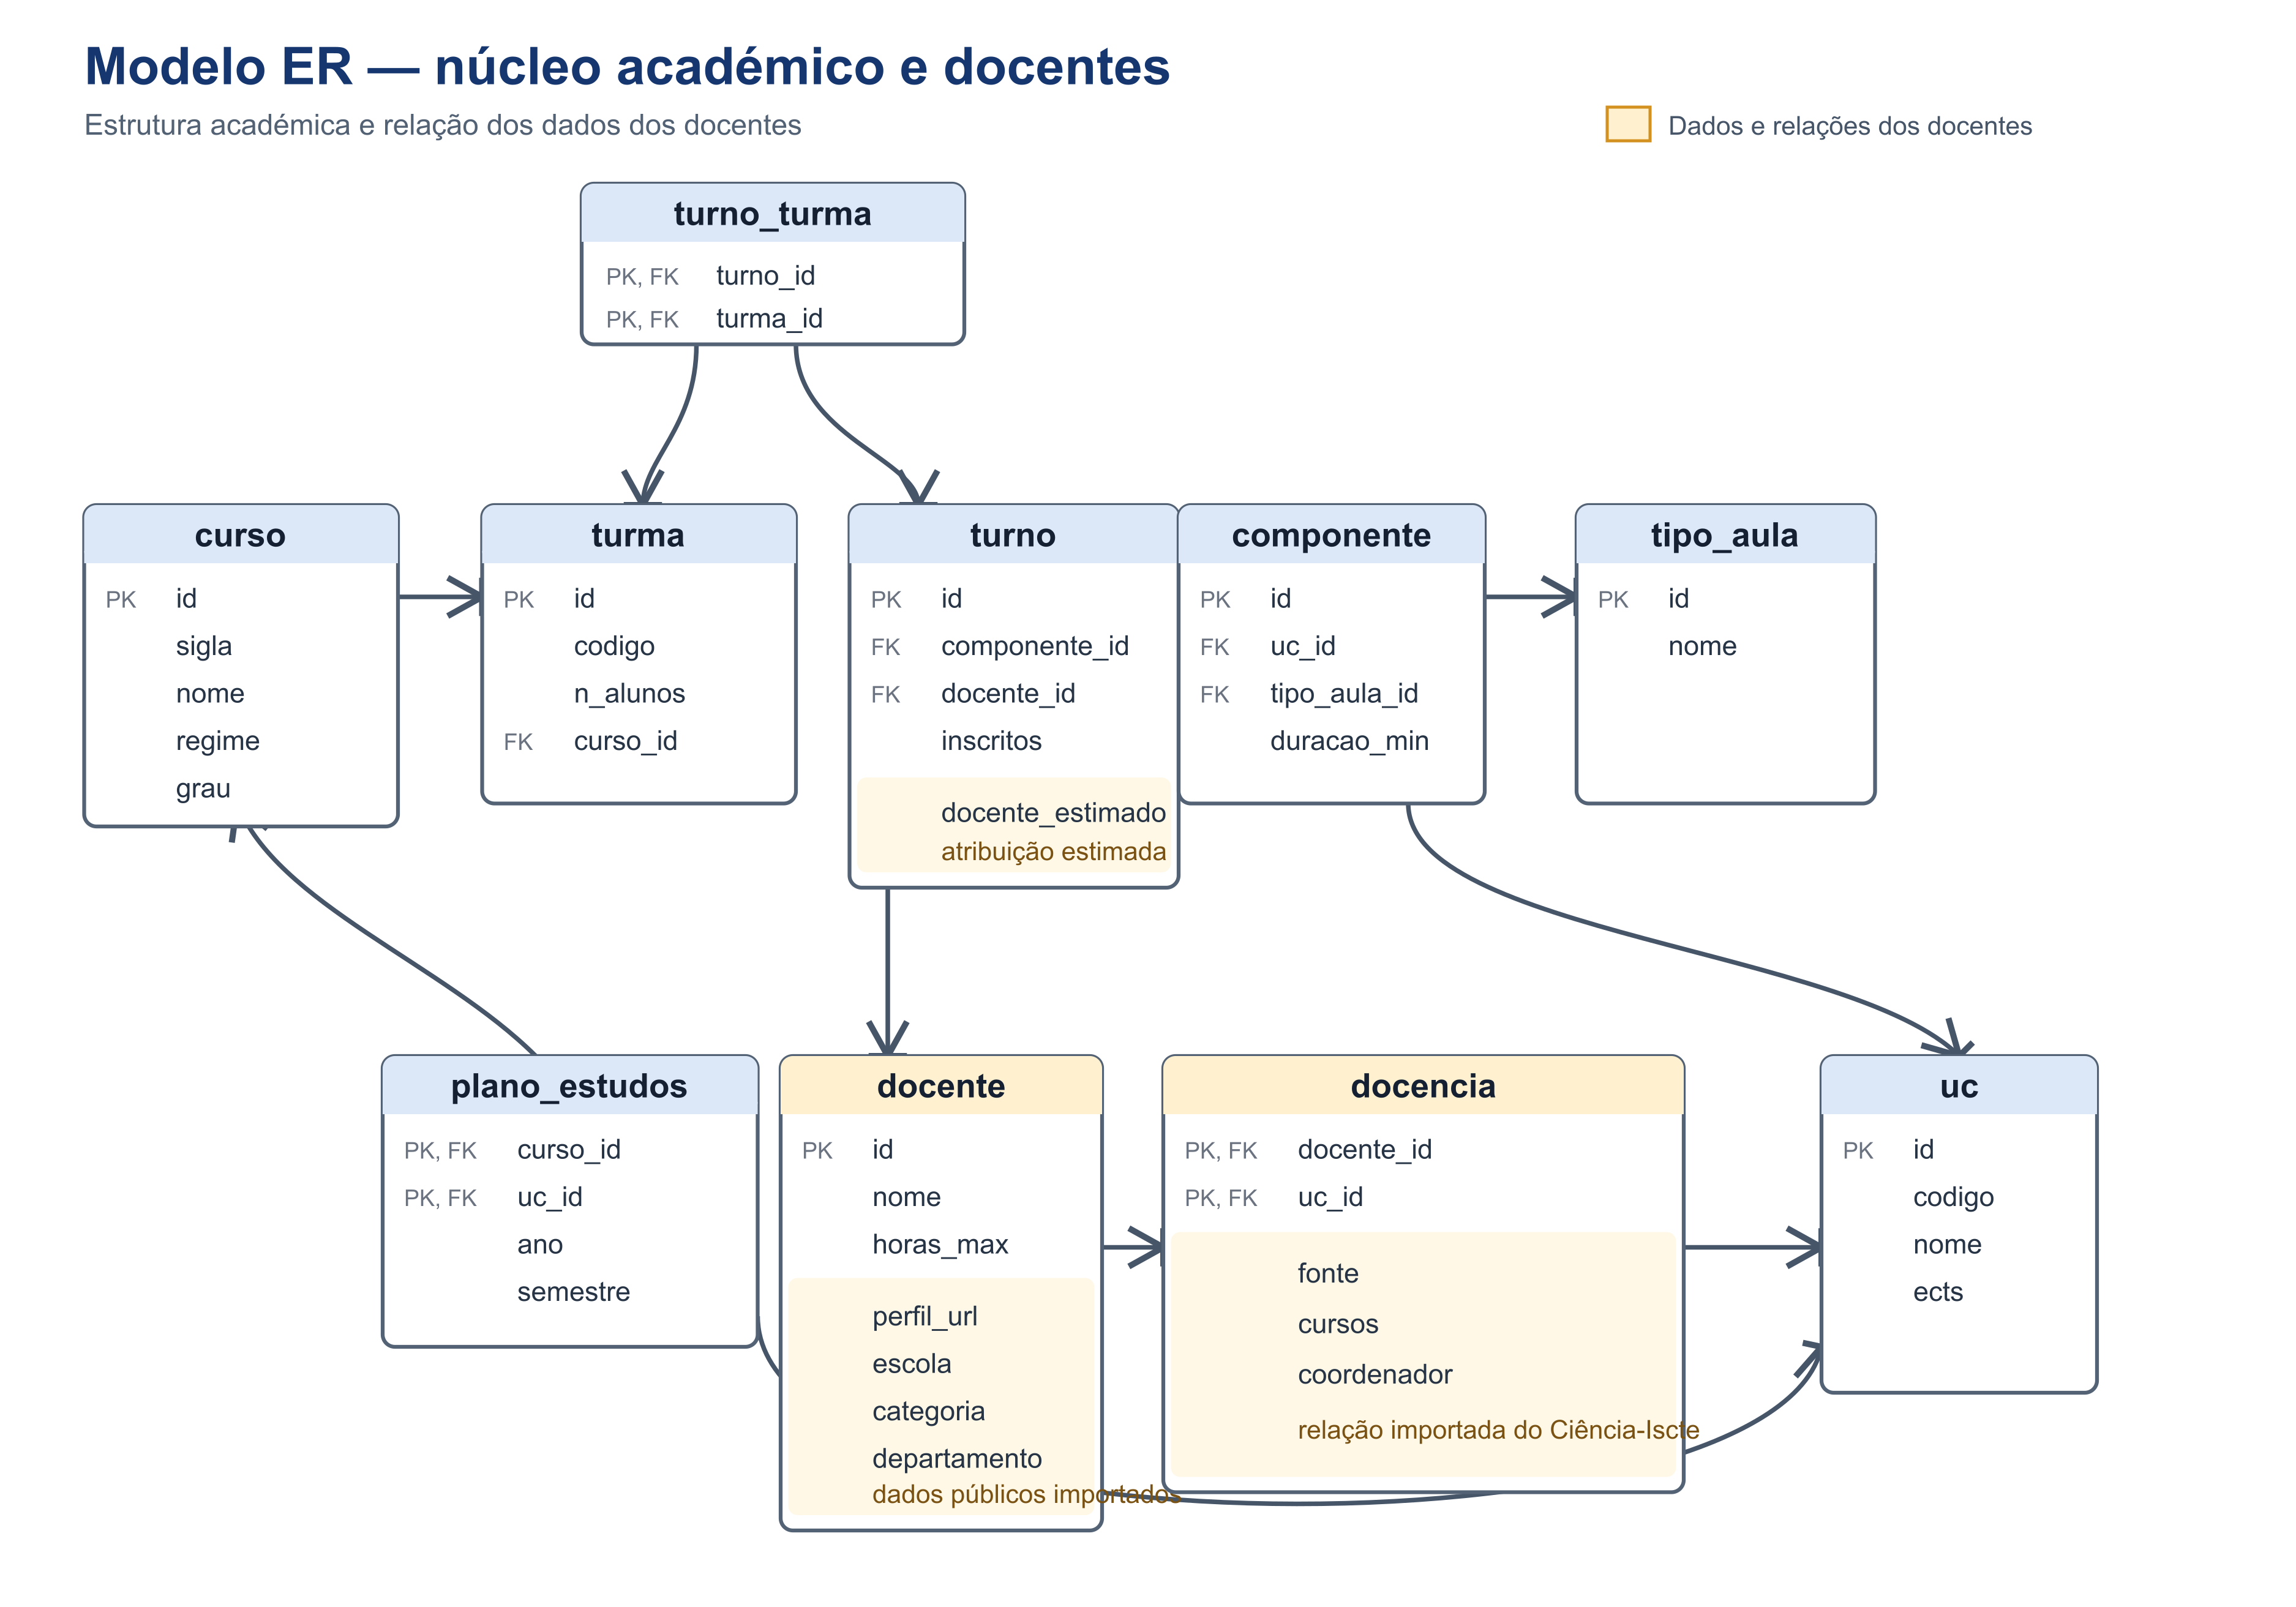 Modelo ER — núcleo académico e docentes
Estrutura académica e relação dos dados dos docentes
Dados e relações dos docentes
turno_turma
PK, FK turno_id
PK, FK turma_id
curso
PK id
sigla
nome
regime
grau
turma
PK id
codigo
n_alunos
FK curso_id
turno
PK id
FK componente_id
FK docente_id
inscritos
docente_estimado
atribuição estimada
componente
PK id
FK uc_id
FK tipo_aula_id
duracao_min
tipo_aula
PK id
nome
plano_estudos
PK, FK curso_id
PK, FK uc_id
ano
semestre
docente
PK id
nome
horas_max
perfil_url
escola
categoria
departamento
dados públicos importados
docencia
PK, FK docente_id
PK, FK uc_id
fonte
cursos
coordenador
relação importada do Ciência-Iscte
uc
PK id
codigo
nome
ects